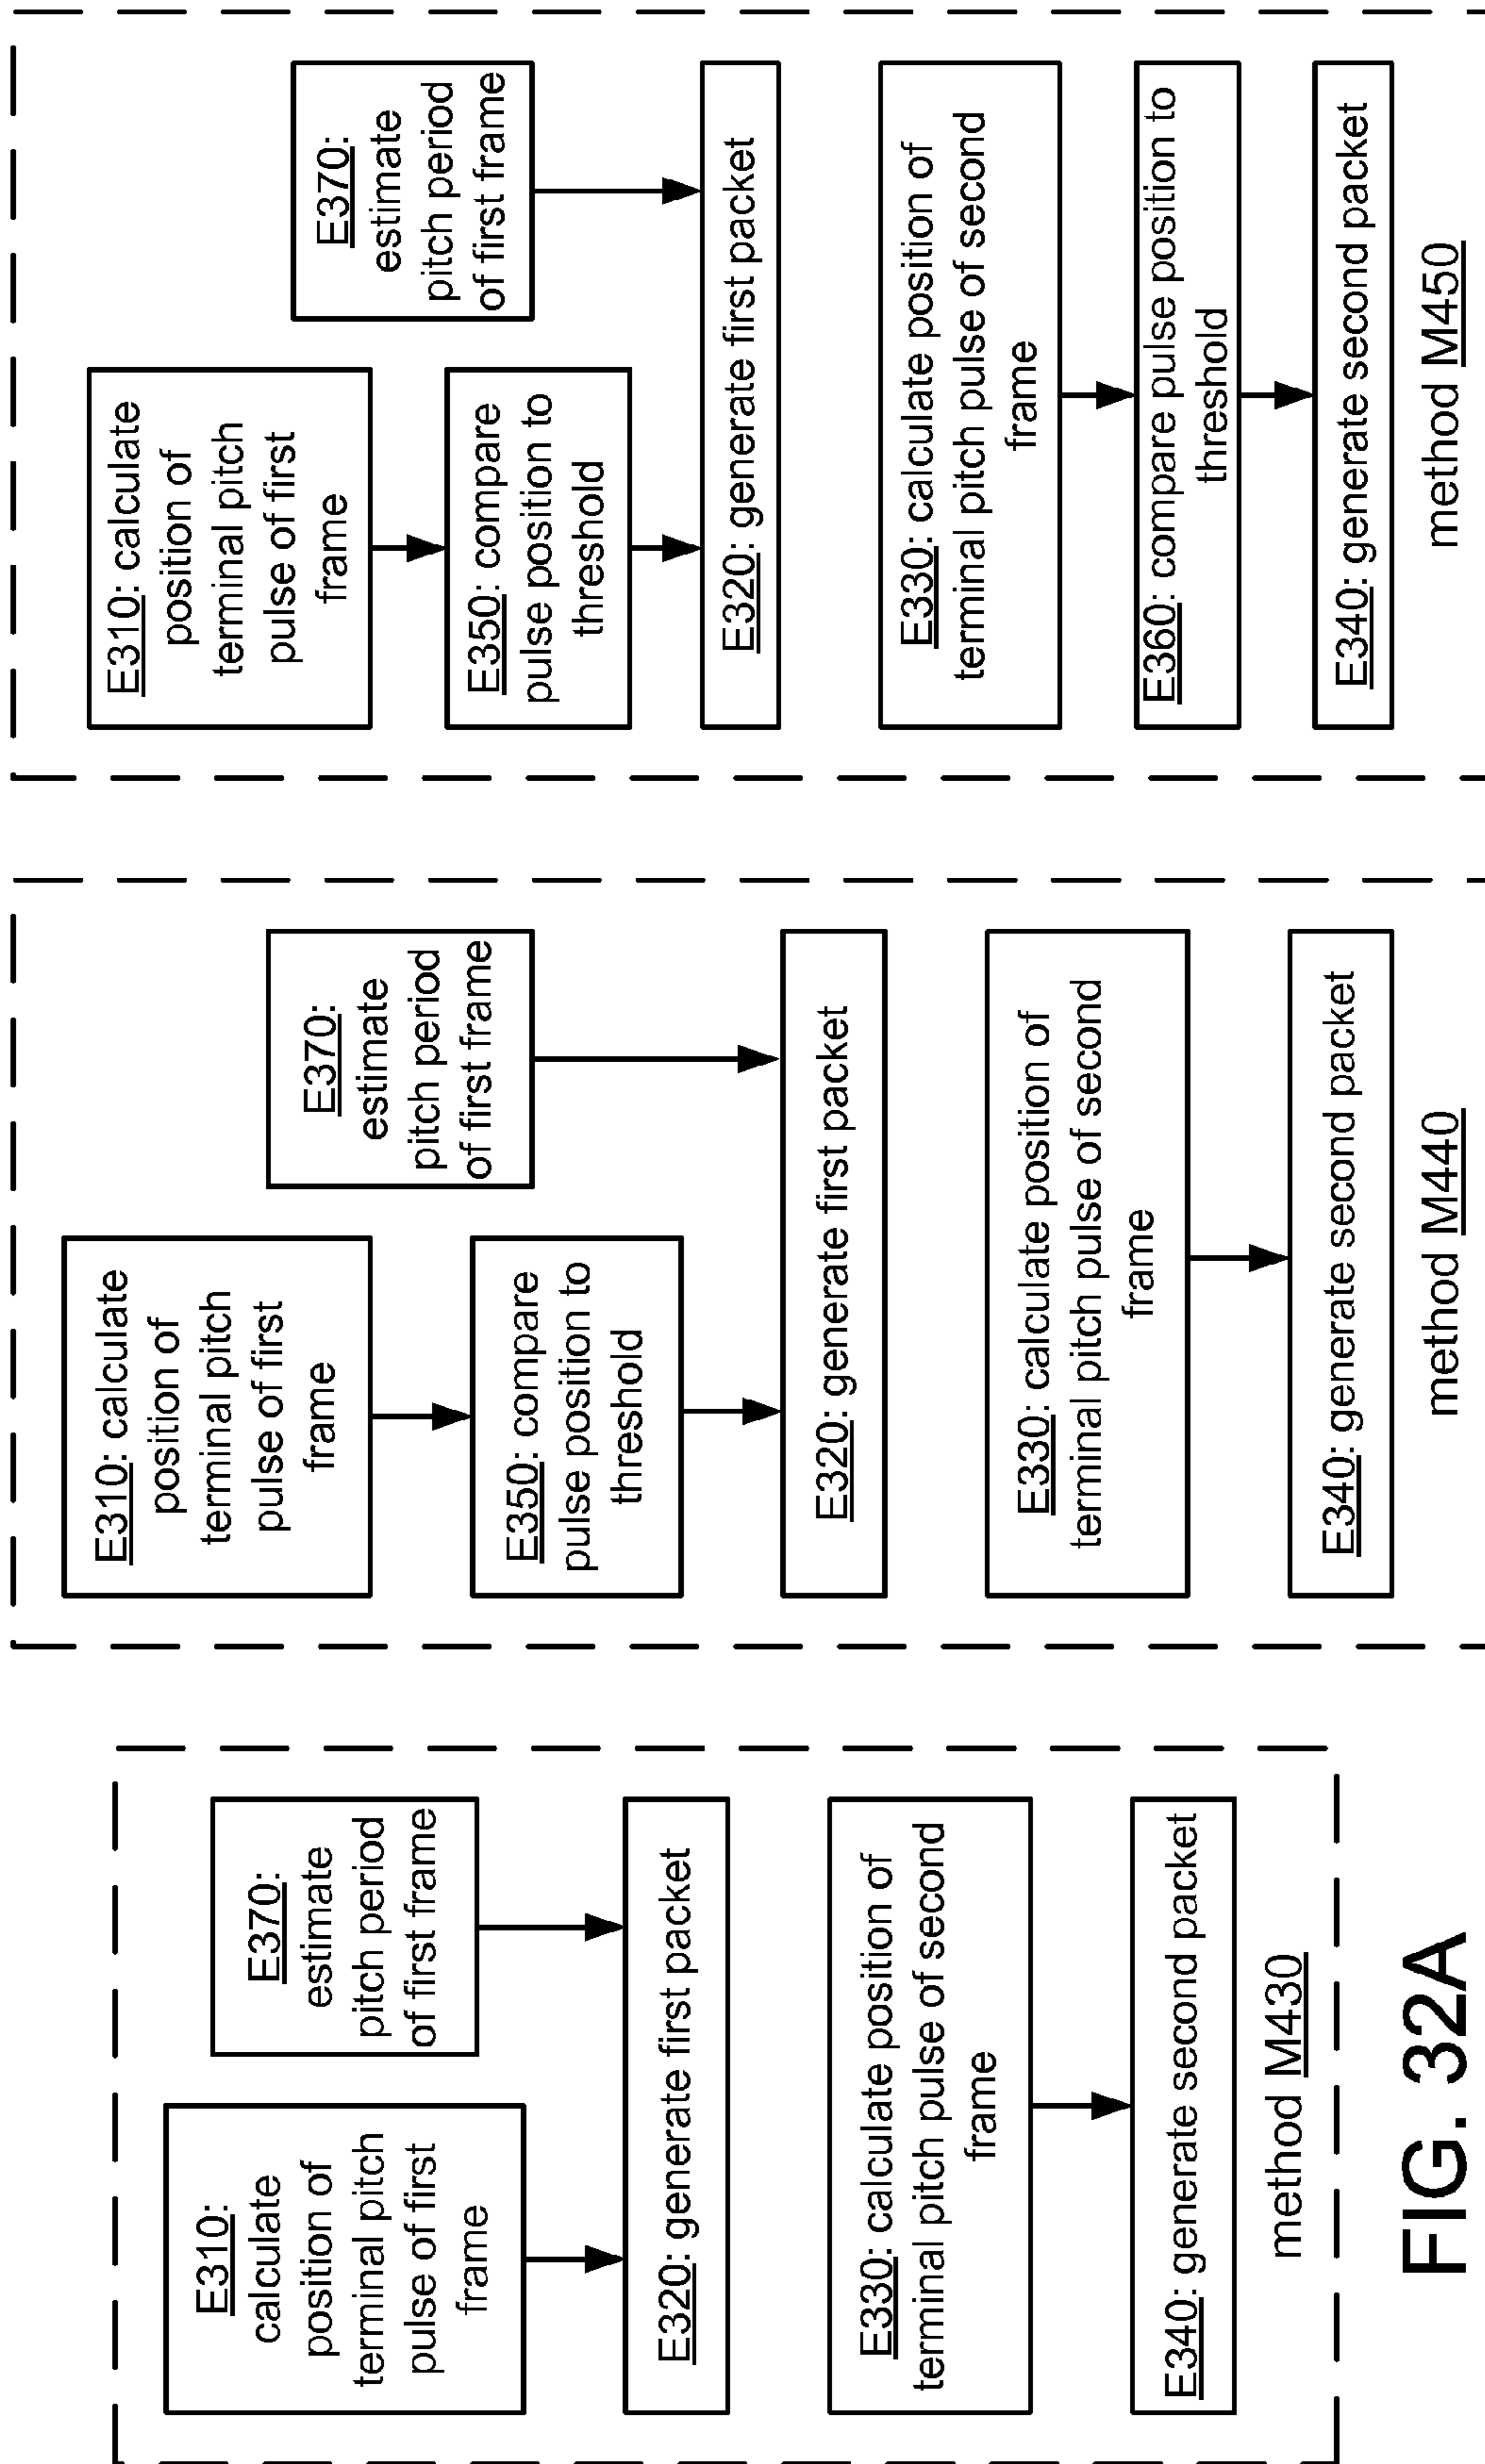 E310:
calculate
position of
terminal pitch
pulse of first
frame
E370:
estimate
pitch period
of first frame
E320: generate first packet
E330: calculate position of
terminal pitch pulse of second
frame
E340: generate second packet
method M430
FIG. 32A
E310: calculate
position of
terminal pitch
pulse of first
frame
E350: compare
pulse position to
threshold
E370:
estimate
pitch period
of first frame
E320: generate first packet
E330: calculate position of
terminal pitch pulse of second
frame
E340: generate second packet
method M440
E310: calculate
position of
terminal pitch
pulse of first
frame
E350: compare
pulse position to
threshold
E370:
estimate
pitch period
of first frame
E320: generate first packet
E330: calculate position of
terminal pitch pulse of second
frame
E360: compare pulse position to
threshold
E340: generate second packet
method M450